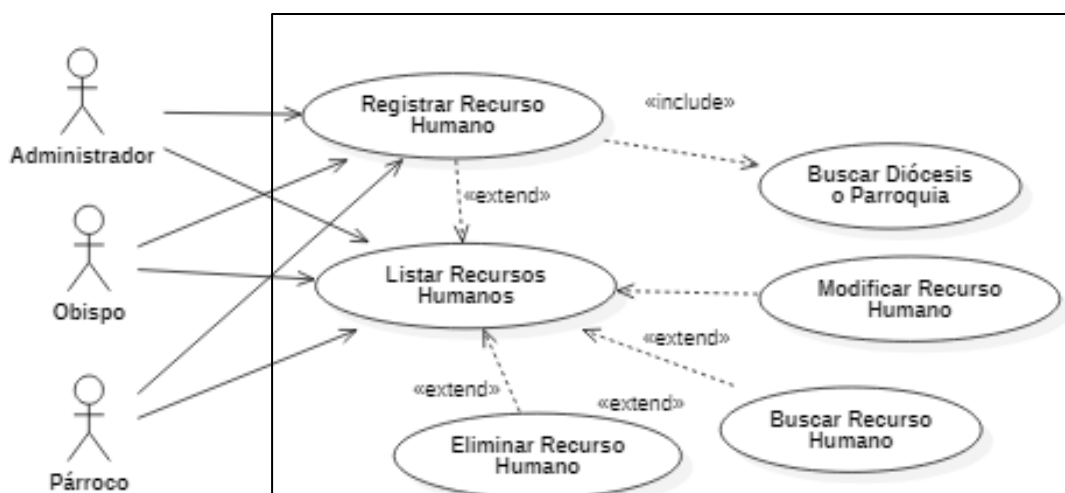 Registrar Recurso
Humano
«include»
Administrador
Buscar Diócesis
o Parroquia
«extend»
Listar Recursos
Humanos
Obispo
Modificar Recurso
Humano
«extend»
«extend»
«extend»
Buscar Recurso
Humano
Eliminar Recurso
Humano
Párroco